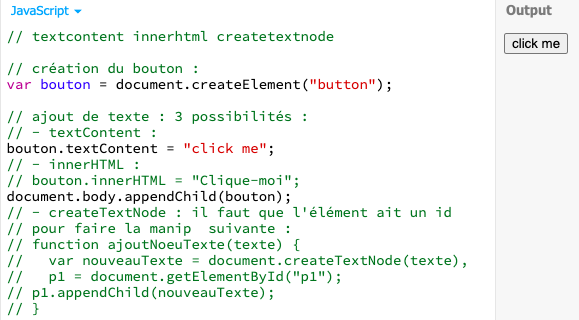 JavaScript
// textcontent innerhtml createtextnode
// création du bouton :
var bouton = document.createElement("button");
// ajout de texte : 3 possibilités :
// - textContent :
bouton.textContent = "click me";
// - innerHTML :
// bouton.innerHTML = "Clique-moi";
document.body.appendChild(bouton);
// - createTextNode : il faut que l'élément ait un id
// pour faire la manip  suivante :
// function ajoutNoeuTexte(texte) {
//   var nouveauTexte = document.createTextNode(texte),
//   p1 = document.getElementById("p1");
// p1.appendChild(nouveauTexte);
// }
Output
click me